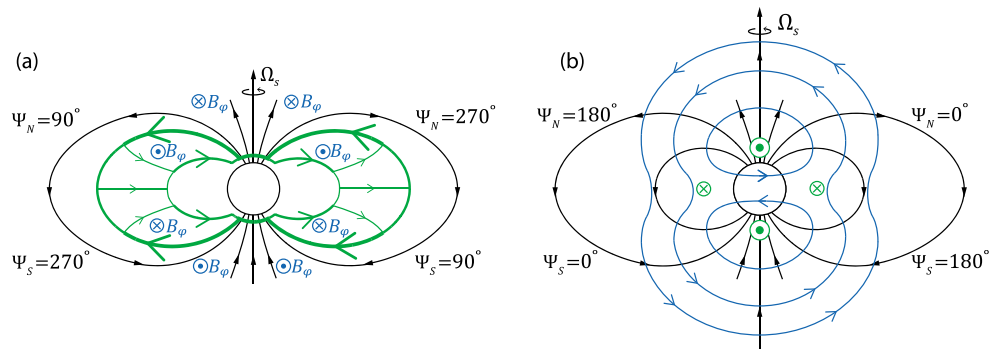 (a)
Ω_s
⊗B_φ ⊗B_φ
Ψ_N=90° Ψ_N=270°
⊙B_φ ⊙B_φ
⊗B_φ ⊗B_φ
Ψ_S=270° Ψ_S=90°
⊙B_φ ⊙B_φ
(b)
Ω_s
Ψ_N=180° Ψ_N=0°
Ψ_S=0° Ψ_S=180°